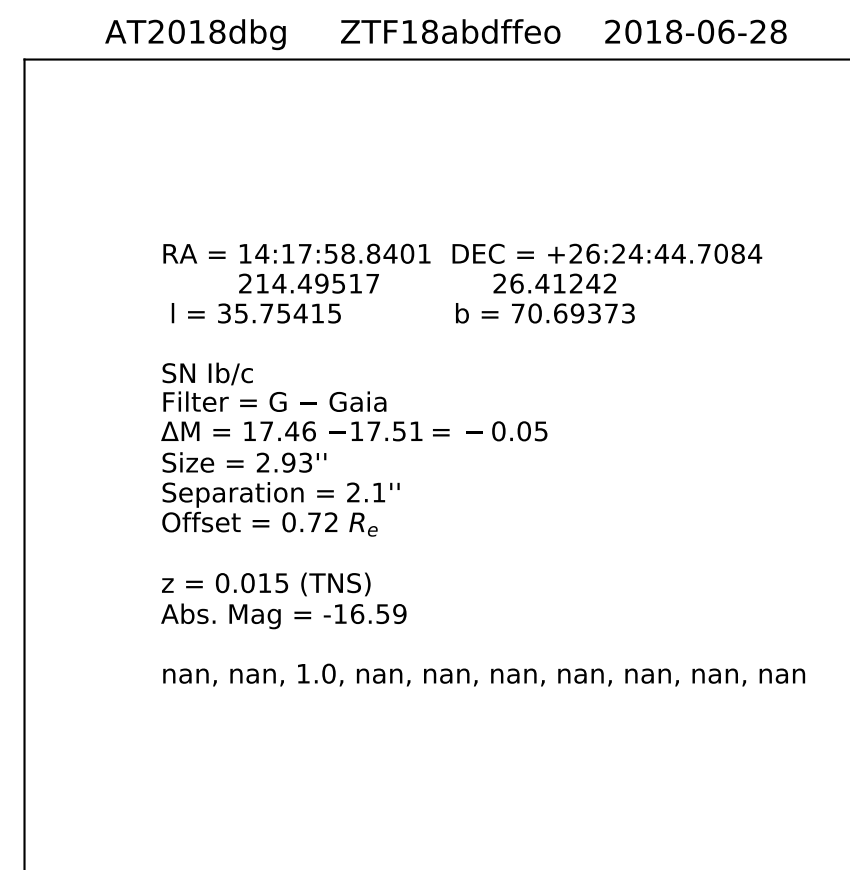 AT2018dbg ZTF18abdffeo 2018-06-28
RA = 14:17:58.8401 DEC = +26:24:44.7084
214.49517 26.41242
l = 35.75415 b = 70.69373
SN Ib/c
Filter = G − Gaia
ΔM = 17.46 −17.51 = −0.05
Size = 2.93''
Separation = 2.1''
Offset = 0.72 Re
z = 0.015 (TNS)
Abs. Mag = -16.59
nan, nan, 1.0, nan, nan, nan, nan, nan, nan, nan